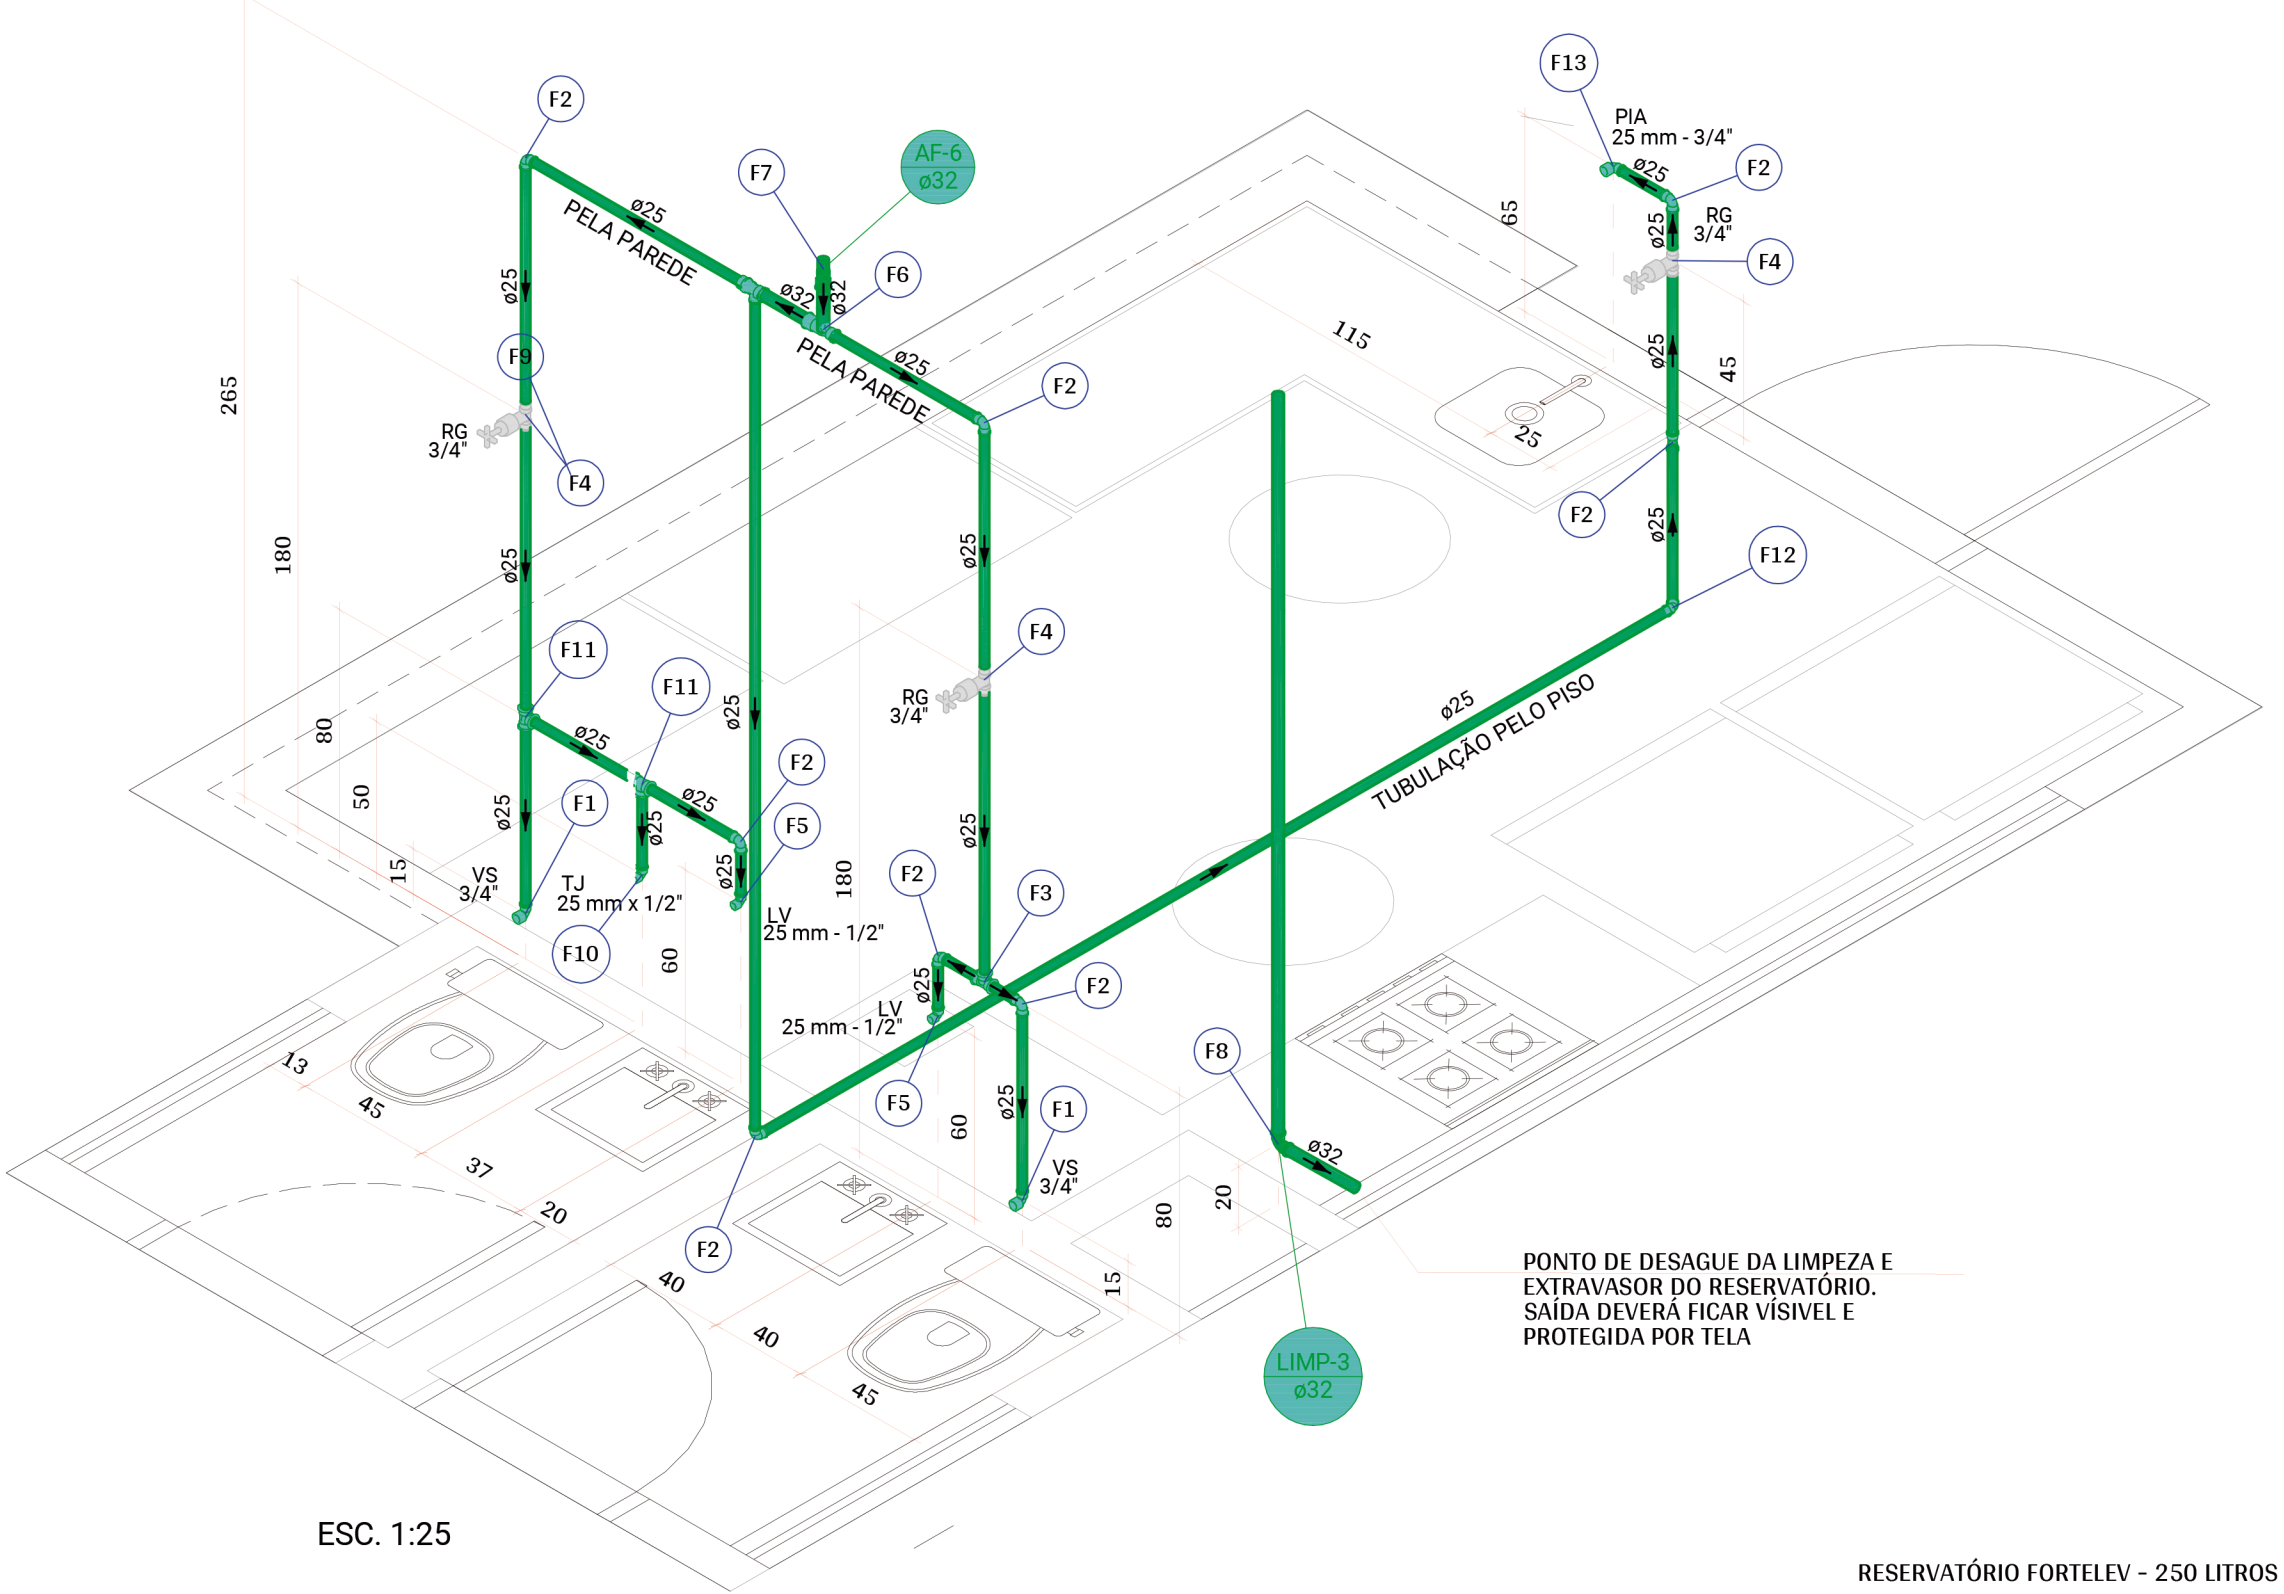 F13
PIA
25 mm - 3/4"
F2
AF-6
ø32
F7
F2
ø25
ø25
PELA PAREDE
65
ø25
RG
3/4"
F4
F6
ø25
ø32
ø32
115
F9
PELA PAREDE
ø25
ø25
45
265
F2
RG
3/4"
25
F4
F2
180
ø25
ø25
ø25
F12
F11
F4
F11
RG
3/4"
ø25
TUBULAÇÃO PELO PISO
80
ø25
ø25
F2
50
F1
ø25
ø25
ø25
F5
ø25
15
VS
3/4"
TJ
25 mm x 1/2"
ø25
180
F2
F3
LV
25 mm - 1/2"
F10
60
ø25
F2
LV
25 mm - 1/2"
13
45
F8
F5
60
ø25
F1
ø32
37
VS
3/4"
20
80
20
F2
40
15
PONTO DE DESAGUE DA LIMPEZA E
EXTRAVASOR DO RESERVATÓRIO.
SAÍDA DEVERÁ FICAR VÍSIVEL E
PROTEGIDA POR TELA
40
45
LIMP-3
ø32
ESC. 1:25
RESERVATÓRIO FORTELEV - 250 LITROS